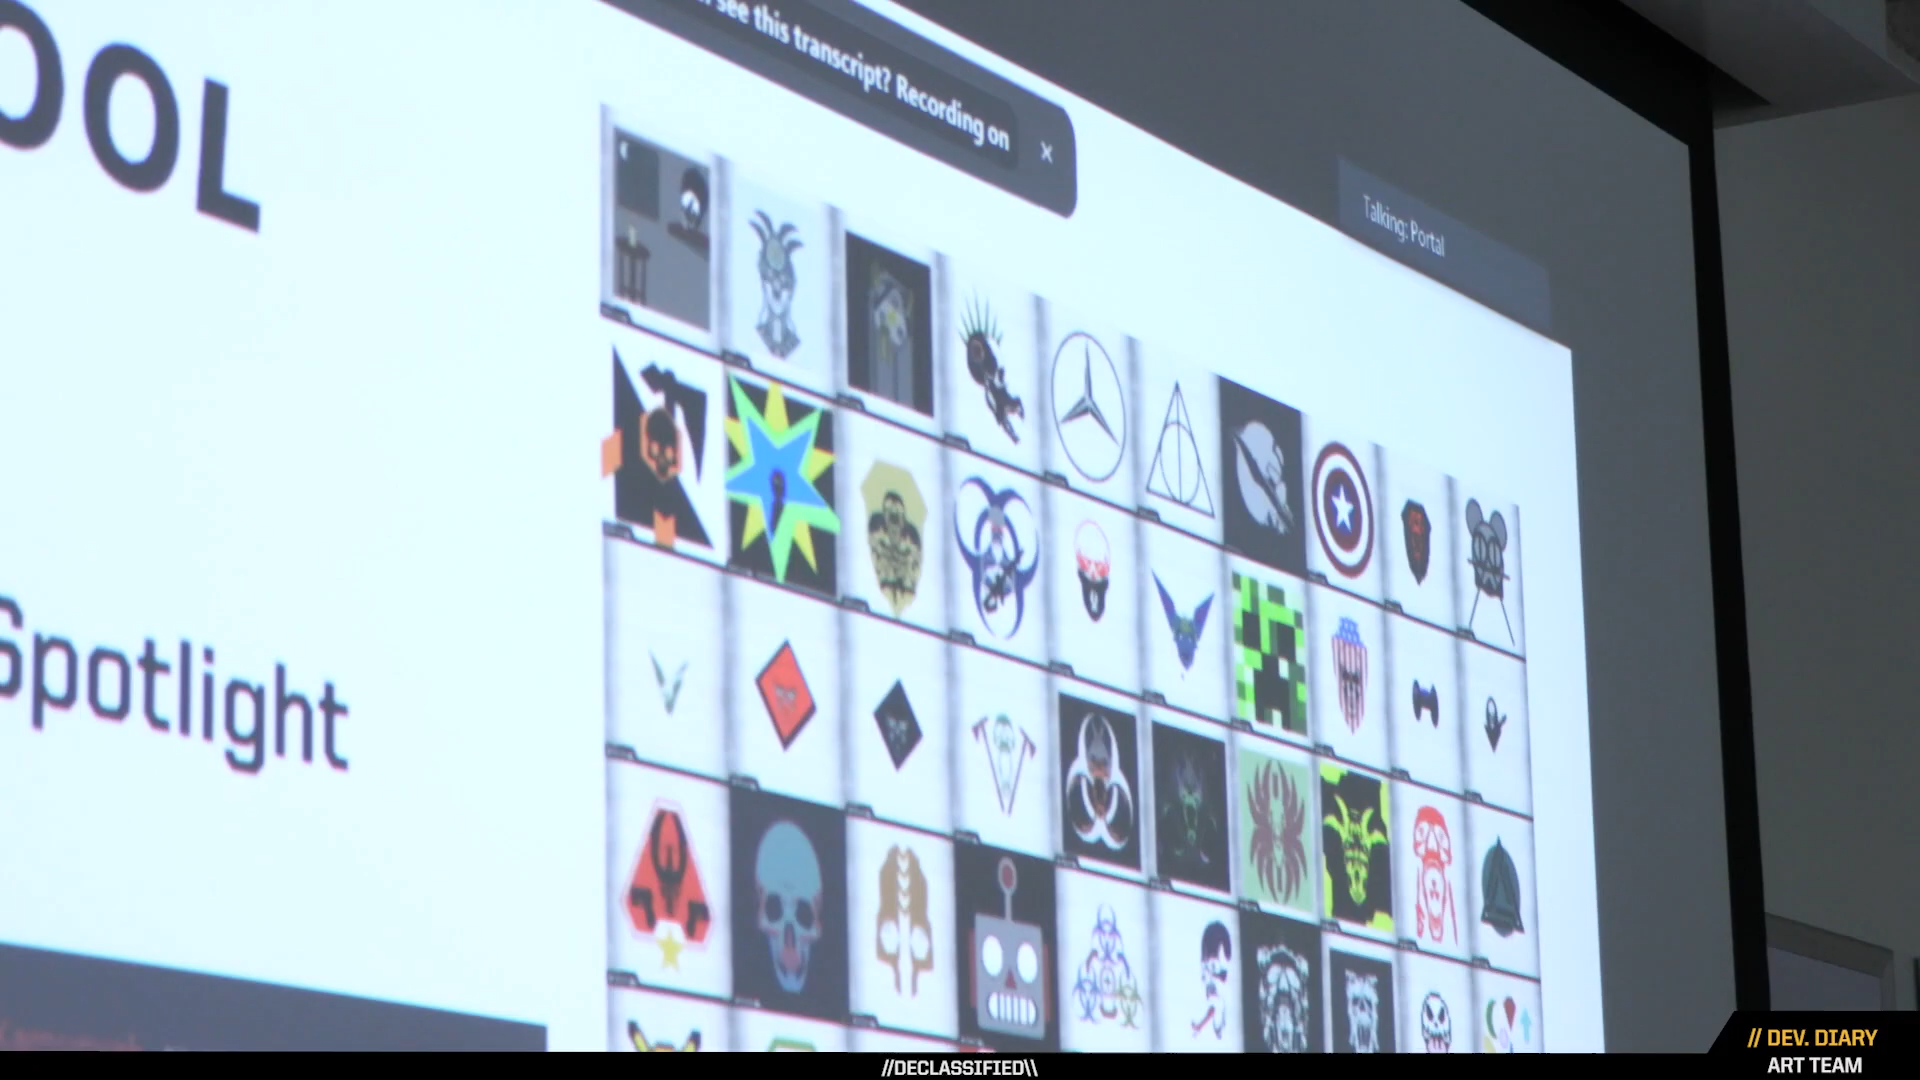 see this transcript? Recording on
Talking: Portal
OOL
Spotlight
//DECLASSIFIED\\
// DEV. DIARY
ART TEAM